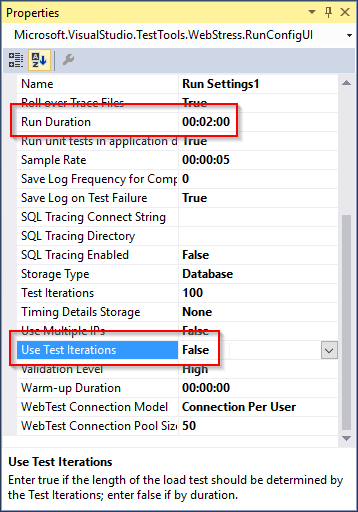 Properties
Microsoft.VisualStudio.TestTools.WebStress.RunConfigUI
Name Run Settings1
Roll over Trace Files True
Run Duration 00:02:00
Run unit tests in application d True
Sample Rate 00:00:05
Save Log Frequency for Comp 0
Save Log on Test Failure True
SQL Tracing Connect String
SQL Tracing Directory
SQL Tracing Enabled False
Storage Type Database
Test Iterations 100
Timing Details Storage None
Use Multiple IPs False
Use Test Iterations False
Validation Level High
Warm-up Duration 00:00:00
WebTest Connection Model Connection Per User
WebTest Connection Pool Size 50
Use Test Iterations
Enter true if the length of the load test should be determined by
the Test Iterations; enter false if by duration.